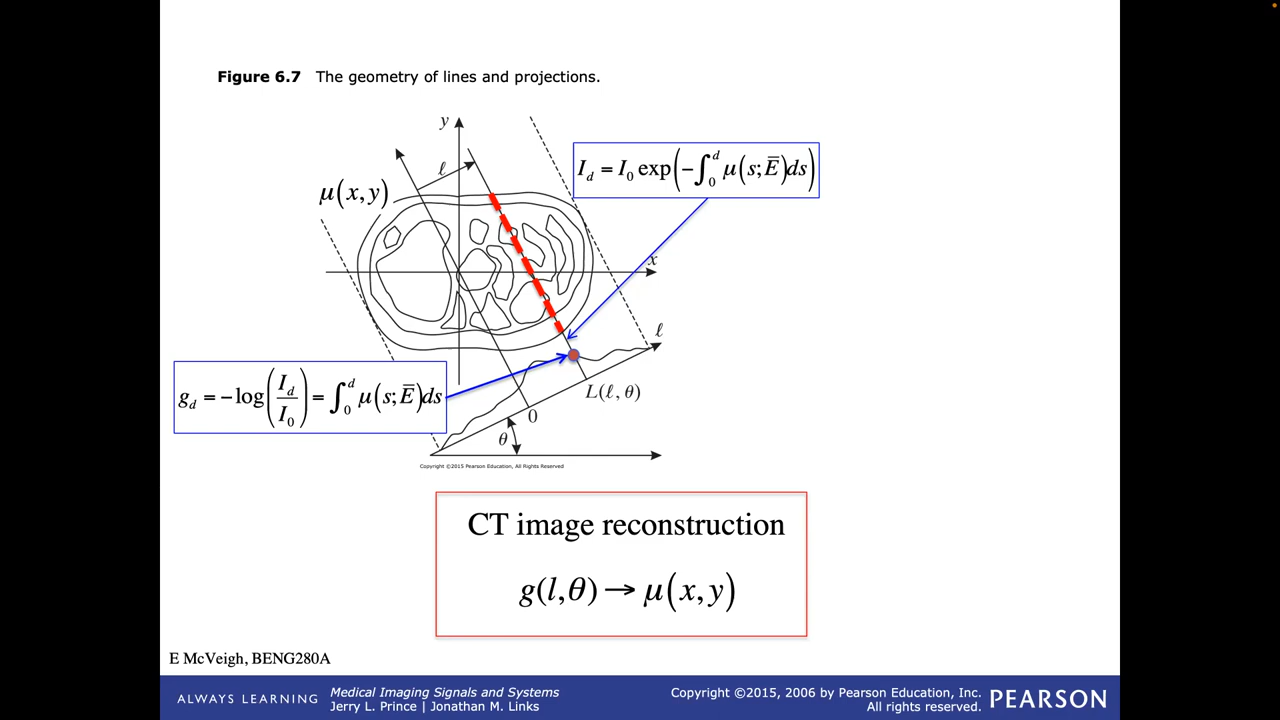 Figure 6.7 The geometry of lines and projections.
y
ℓ
I_d = I_0 exp(−∫_0^d μ(s; E̅)ds)
μ(x, y)
x
ℓ
g_d = −log(I_d / I_0) = ∫_0^d μ(s; E̅)ds
L(ℓ, θ)
0
θ
Copyright ©2015 Pearson Education, All Rights Reserved
CT image reconstruction
g(l,θ) → μ(x, y)
E McVeigh, BENG280A
ALWAYS LEARNING
Medical Imaging Signals and Systems
Jerry L. Prince | Jonathan M. Links
Copyright ©2015, 2006 by Pearson Education, Inc.
All rights reserved.
PEARSON